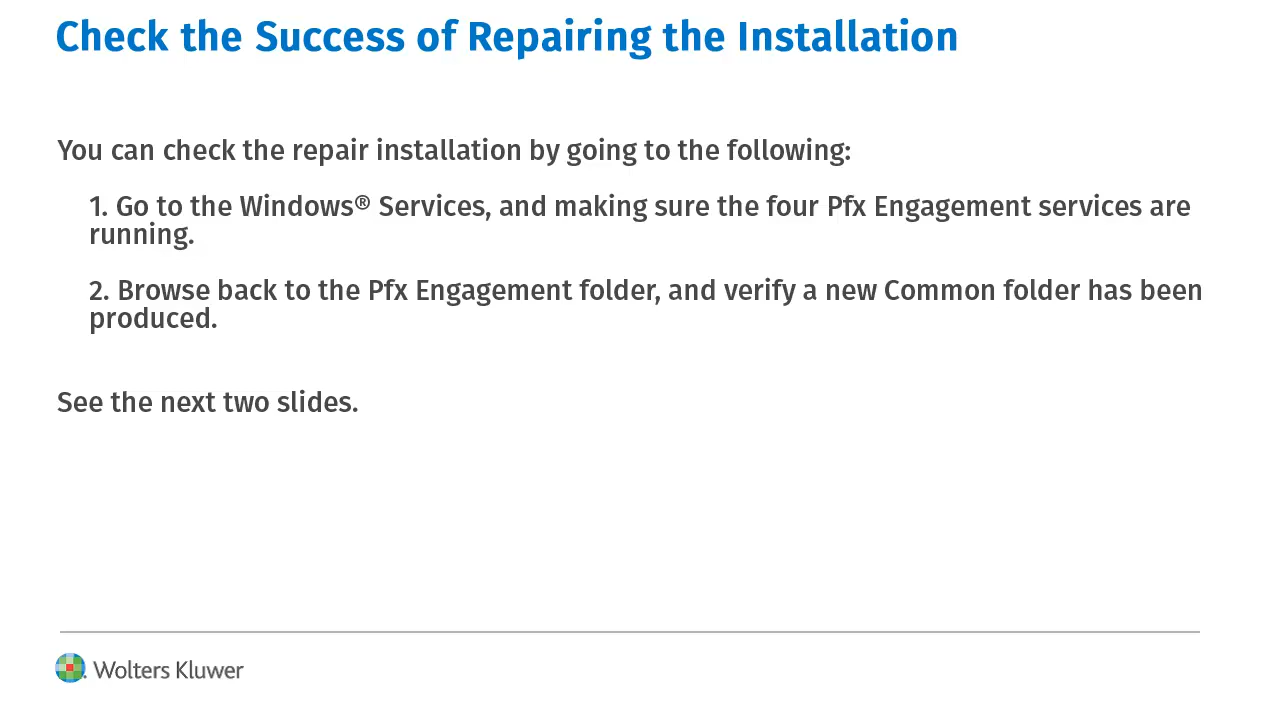 Check the Success of Repairing the Installation
You can check the repair installation by going to the following:
1. Go to the Windows® Services, and making sure the four Pfx Engagement services are
running.
2. Browse back to the Pfx Engagement folder, and verify a new Common folder has been
produced.
See the next two slides.
Wolters Kluwer